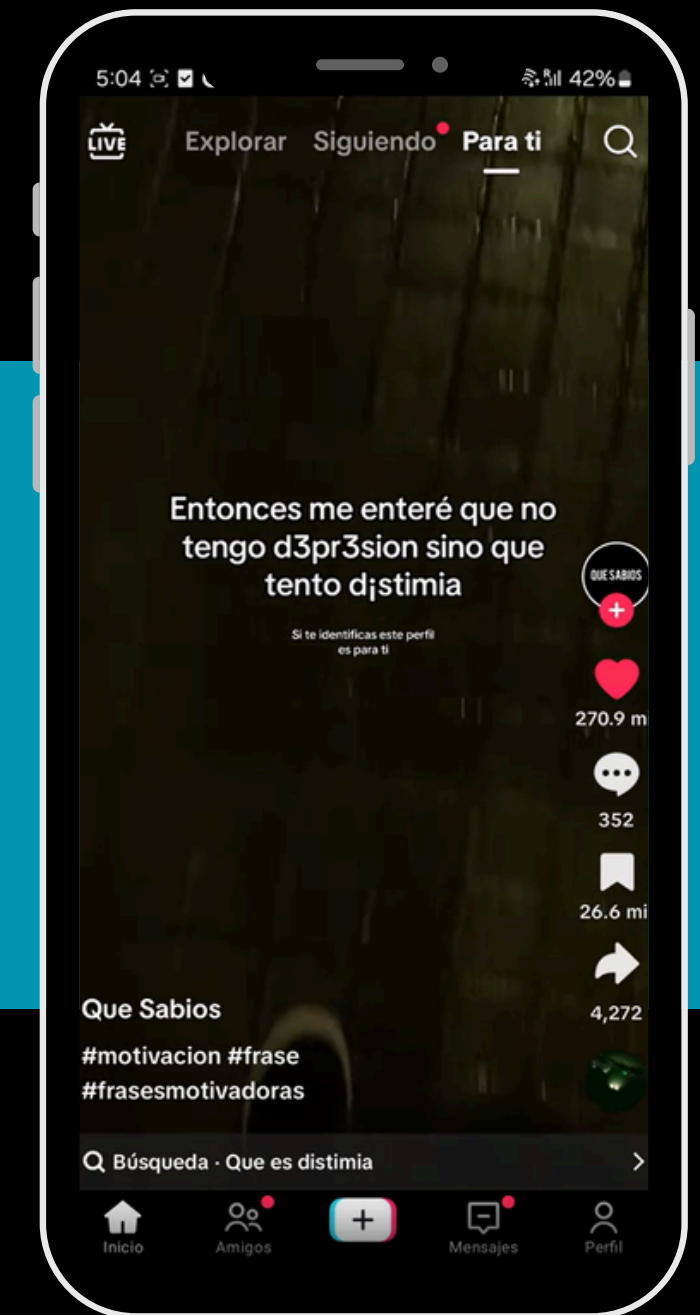 5:04
42%
LIVE
Explorar Siguiendo Para ti
Entonces me enteré que no
tengo d3pr3sion sino que
tento d¡stimia
Si te identificas este perfil
es para ti
QUE SABIOS
270.9 m
352
26.6 mi
4,272
Que Sabios
#motivacion #frase
#frasesmotivadoras
Búsqueda · Que es distimia
Inicio Amigos Mensajes Perfil